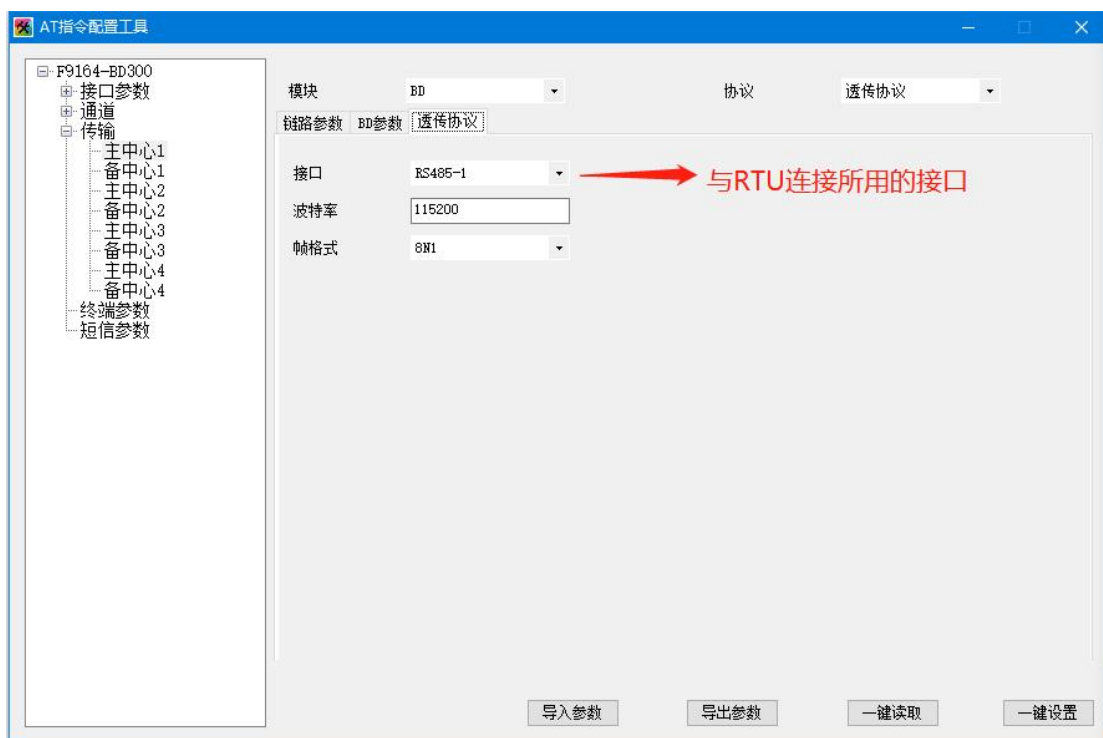 AT指令配置工具
F9164-BD300
接口参数
通道
传输
主中心1
备中心1
主中心2
备中心2
主中心3
备中心3
主中心4
备中心4
终端参数
短信参数
模块 BD 协议 透传协议
链路参数 BD参数 透传协议
接口 RS485-1 与RTU连接所用的接口
波特率 115200
帧格式 8N1
导入参数 导出参数 一键读取 一键设置